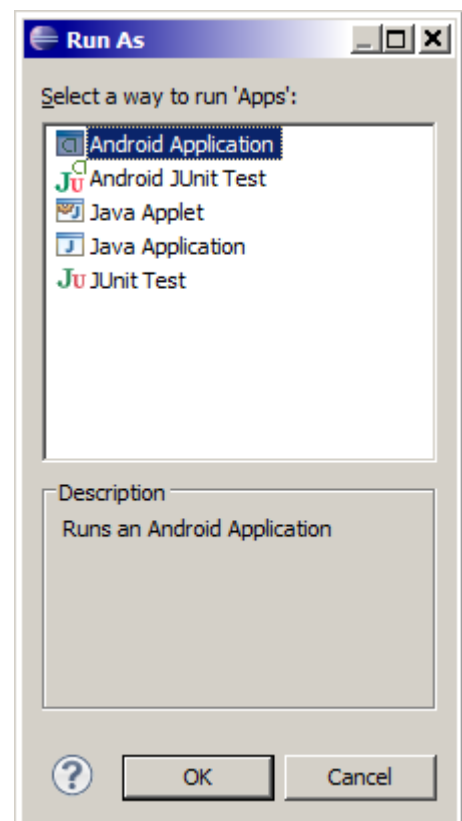 Run As
Select a way to run 'Apps':
Android Application
Android JUnit Test
Java Applet
Java Application
JUnit Test
Description
Runs an Android Application
OK Cancel